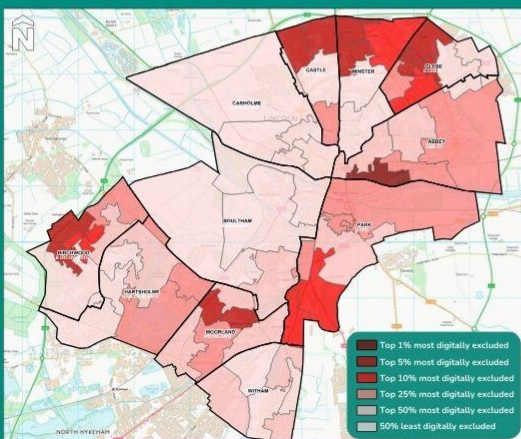 N
CASTLE
MINSTER
GLEBE
CARHOLME
ABBEY
BOULTHAM
PARK
BIRCHWOOD
HARTSHOLME
MOORLAND
WITHAM
NORTH HYKEHAM
Top 1% most digitally excluded
Top 5% most digitally excluded
Top 10% most digitally excluded
Top 25% most digitally excluded
Top 50% most digitally excluded
50% least digitally excluded